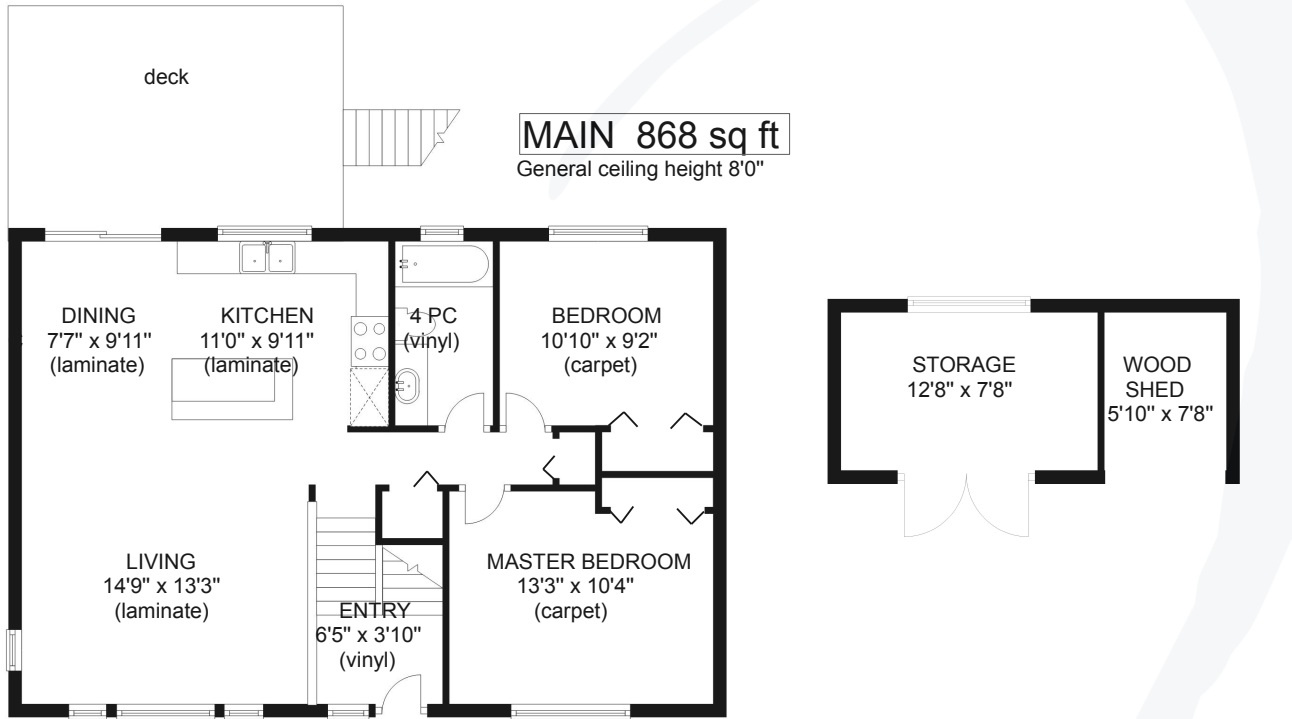 deck
MAIN 868 sq ft
General ceiling height 8'0"
DINING
7'7" x 9'11"
(laminate)
KITCHEN
11'0" x 9'11"
(laminate)
4 PC
(vinyl)
BEDROOM
10'10" x 9'2"
(carpet)
STORAGE
12'8" x 7'8"
WOOD
SHED
5'10" x 7'8"
LIVING
14'9" x 13'3"
(laminate)
ENTRY
6'5" x 3'10"
(vinyl)
MASTER BEDROOM
13'3" x 10'4"
(carpet)